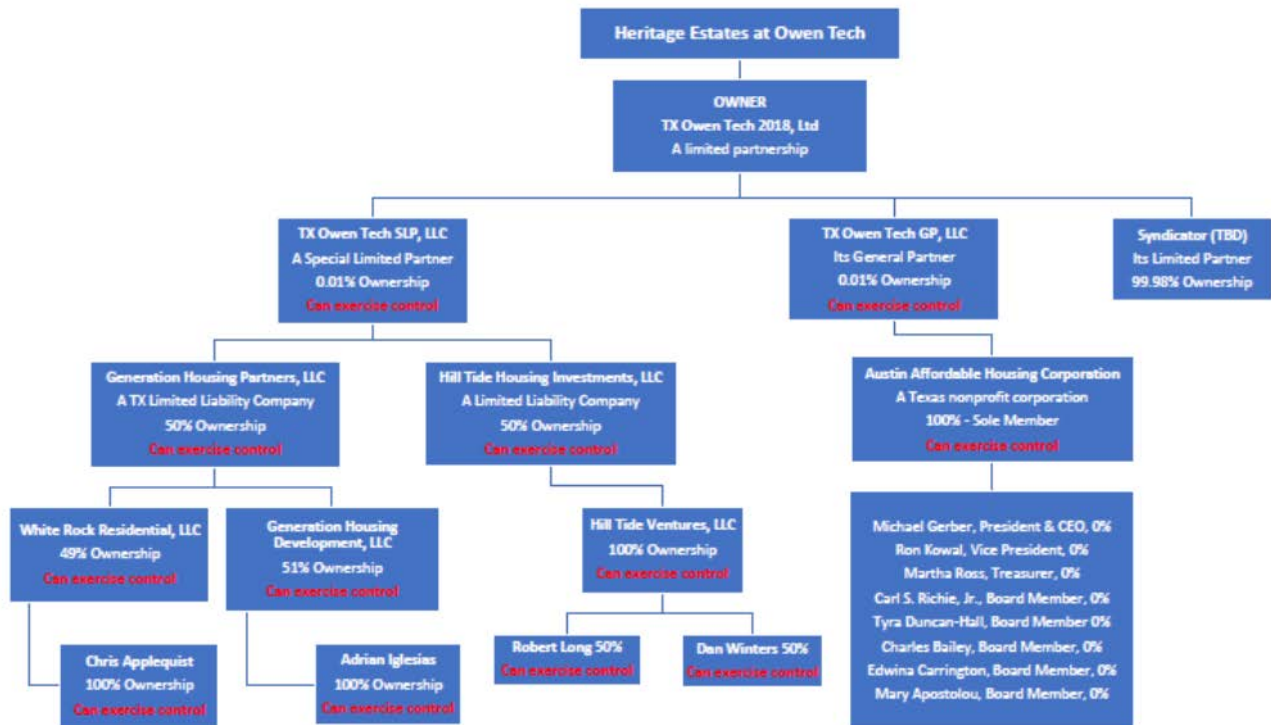 Heritage Estates at Owen Tech
OWNER
TX Owen Tech 2018, Ltd
A limited partnership
TX Owen Tech SLP, LLC
A Special Limited Partner
0.01% Ownership
Can exercise control
TX Owen Tech GP, LLC
Its General Partner
0.01% Ownership
Can exercise control
Syndicator (TBD)
Its Limited Partner
99.98% Ownership
Generation Housing Partners, LLC
A TX Limited Liability Company
50% Ownership
Can exercise control
Hill Tide Housing Investments, LLC
A Limited Liability Company
50% Ownership
Can exercise control
Austin Affordable Housing Corporation
A Texas nonprofit corporation
100% - Sole Member
Can exercise control
White Rock Residential, LLC
49% Ownership
Can exercise control
Generation Housing
Development, LLC
51% Ownership
Can exercise control
Hill Tide Ventures, LLC
100% Ownership
Can exercise control
Michael Gerber, President & CEO, 0%
Ron Kowal, Vice President, 0%
Martha Ross, Treasurer, 0%
Carl S. Richie, Jr., Board Member, 0%
Tyra Duncan-Hall, Board Member 0%
Charles Bailey, Board Member, 0%
Edwina Carrington, Board Member, 0%
Mary Apostolou, Board Member, 0%
Chris Applequist
100% Ownership
Can exercise control
Adrian Iglesias
100% Ownership
Can exercise control
Robert Long 50%
Can exercise control
Dan Winters 50%
Can exercise control